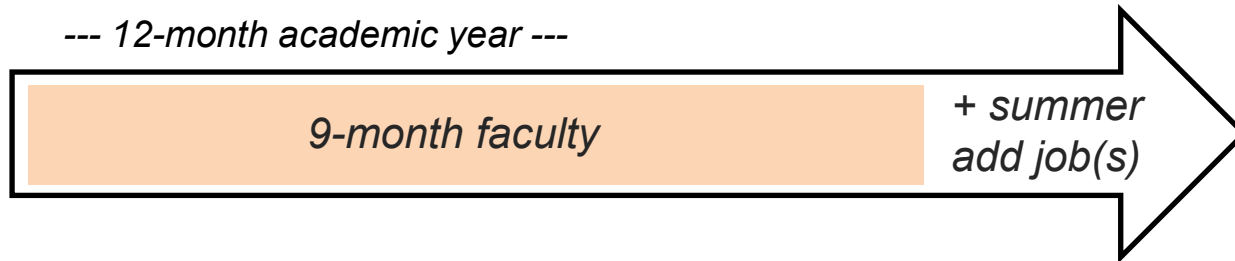 --- 12-month academic year ---
9-month faculty
+ summer
add job(s)